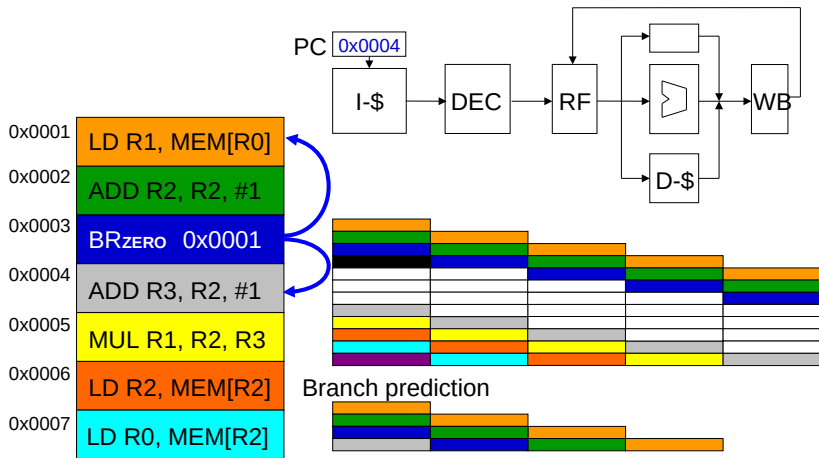 PC 0x0004
I-$ DEC RF WB
D-$
0x0001 LD R1, MEM[R0]
0x0002 ADD R2, R2, #1
0x0003 BRZERO 0x0001
0x0004 ADD R3, R2, #1
0x0005 MUL R1, R2, R3
0x0006 LD R2, MEM[R2]
Branch prediction
0x0007 LD R0, MEM[R2]